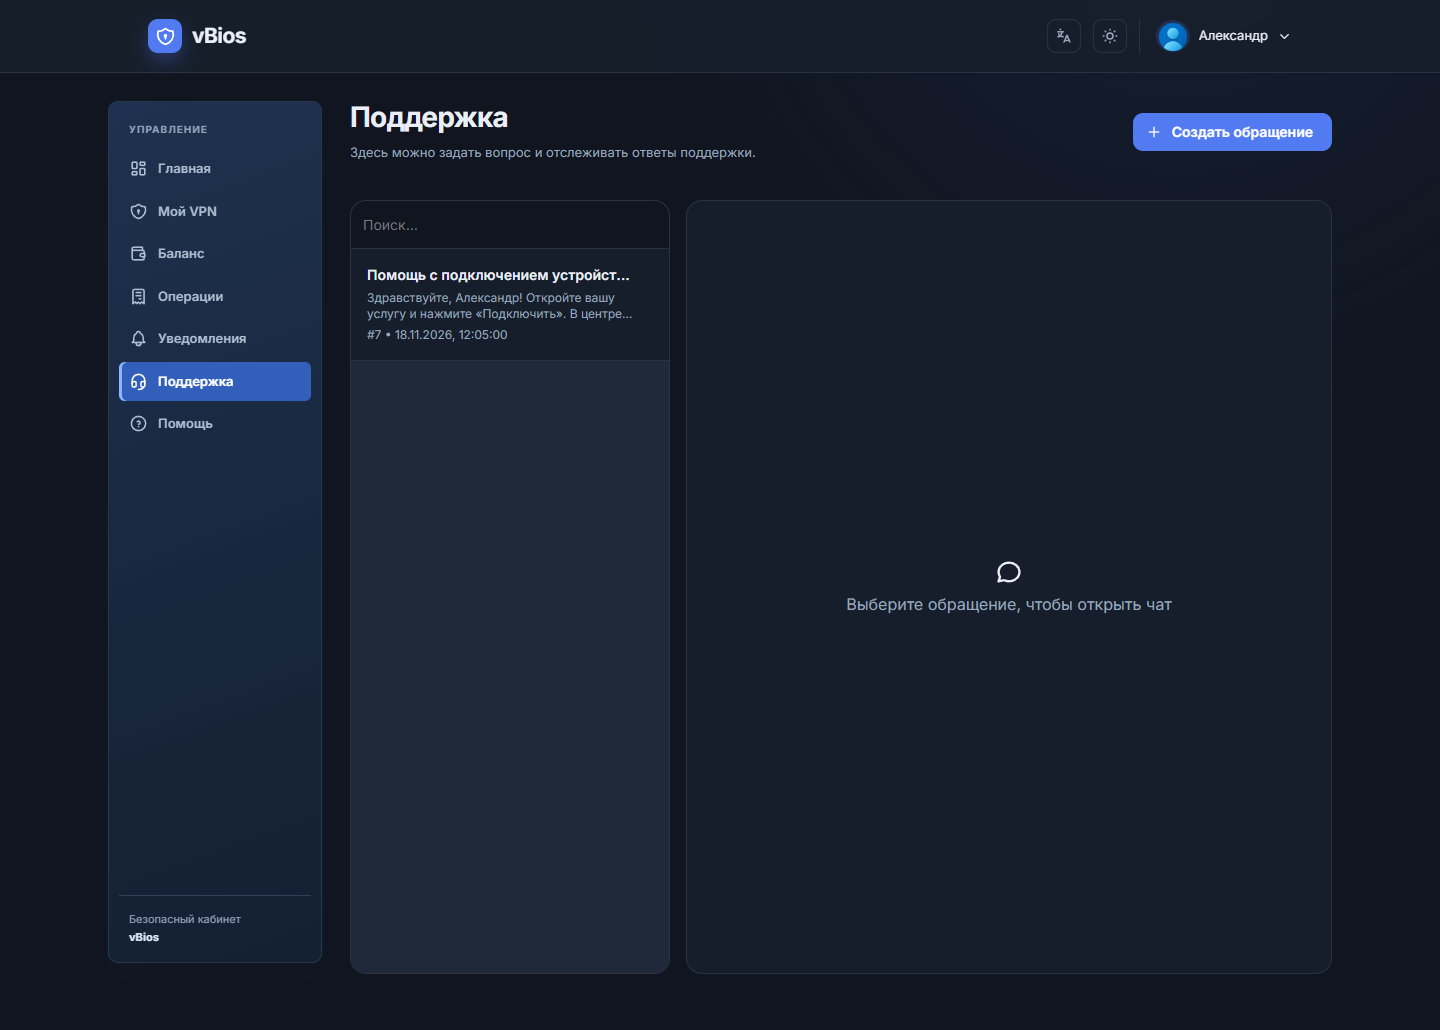 vBios
Александр
УПРАВЛЕНИЕ
Главная
Мой VPN
Баланс
Операции
Уведомления
Поддержка
Помощь
Безопасный кабинет
vBios
Поддержка
Здесь можно задать вопрос и отслеживать ответы поддержки.
Создать обращение
Поиск...
Помощь с подключением устройст...
Здравствуйте, Александр! Откройте вашу
услугу и нажмите «Подключить». В центре...
#7 • 18.11.2026, 12:05:00
Выберите обращение, чтобы открыть чат